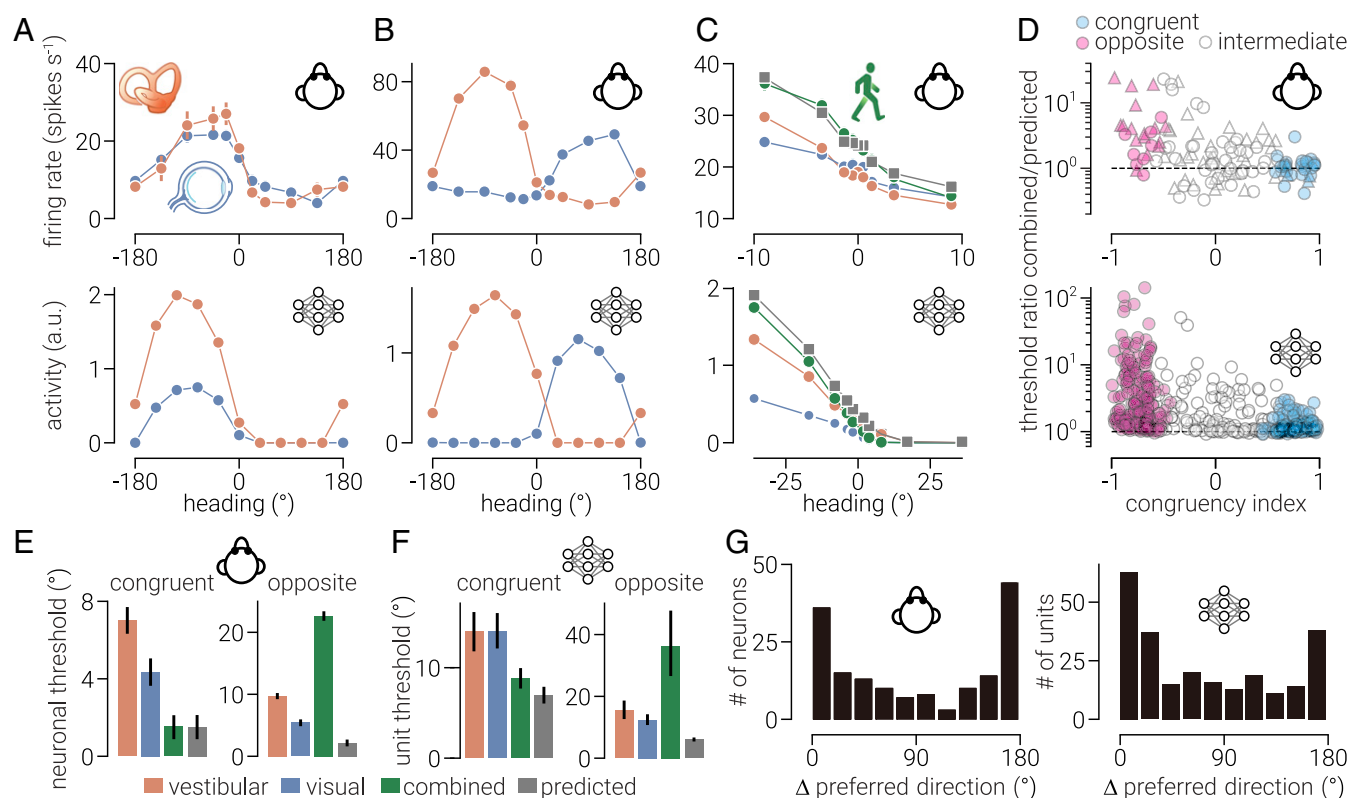 A
B
C
D
congruent
opposite
intermediate
firing rate (spikes s⁻¹)
40
20
0
-180
0
180
80
40
0
-180
0
180
40
30
20
10
-10
0
10
threshold ratio combined/predicted
10¹
10⁰
-1
0
1
activity (a.u.)
2
1
0
-180
0
180
heading (°)
1
0
-180
0
180
2
1
0
-25
0
25
heading (°)
10²
10¹
10⁰
-1
0
1
congruency index
E
F
G
neuronal threshold (°)
congruent
opposite
8
4
0
20
10
0
unit threshold (°)
congruent
opposite
10
0
40
20
0
# of neurons
50
25
0
0
90
180
Δ preferred direction (°)
# of units
50
25
0
0
90
180
Δ preferred direction (°)
vestibular
visual
combined
predicted